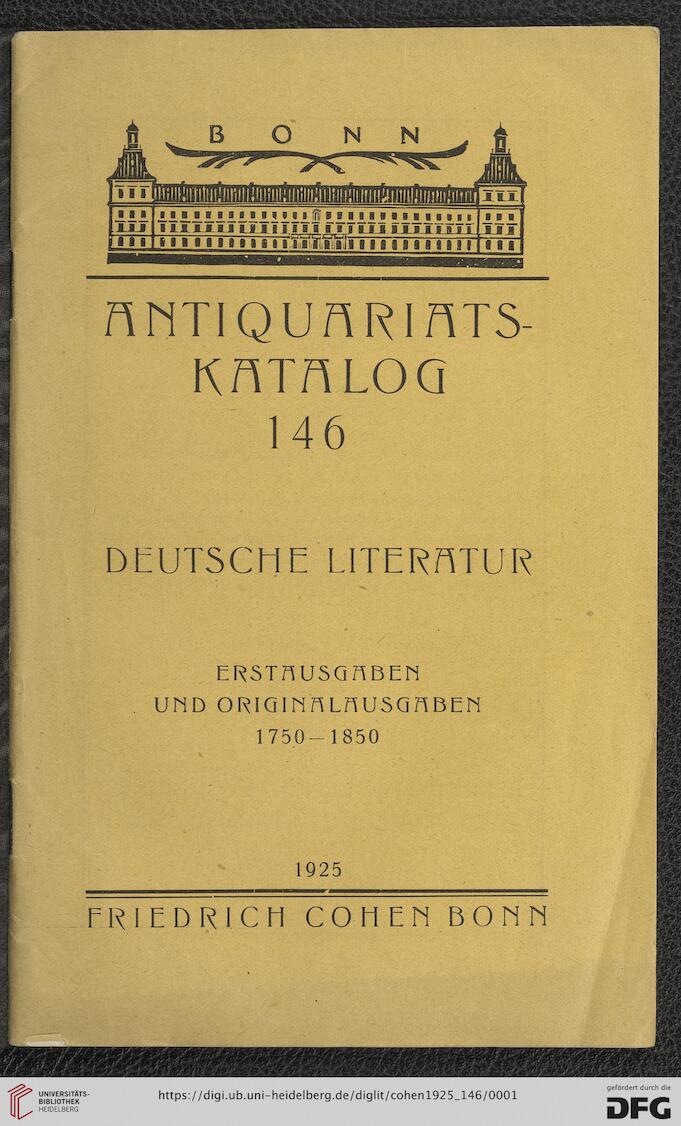 BONN
ANTIQUARIATS-
KATALOG
146
DEUTSCHE LITERATUR
ERSTAUSGABEN
UND ORIGINALAUSGABEN
1750–1850
1925
FRIEDRICH COHEN BONN
UNIVERSITÄTS-
BIBLIOTHEK
HEIDELBERG
https://digi.ub.uni-heidelberg.de/diglit/cohen1925_146/0001
gefördert durch die
DFG